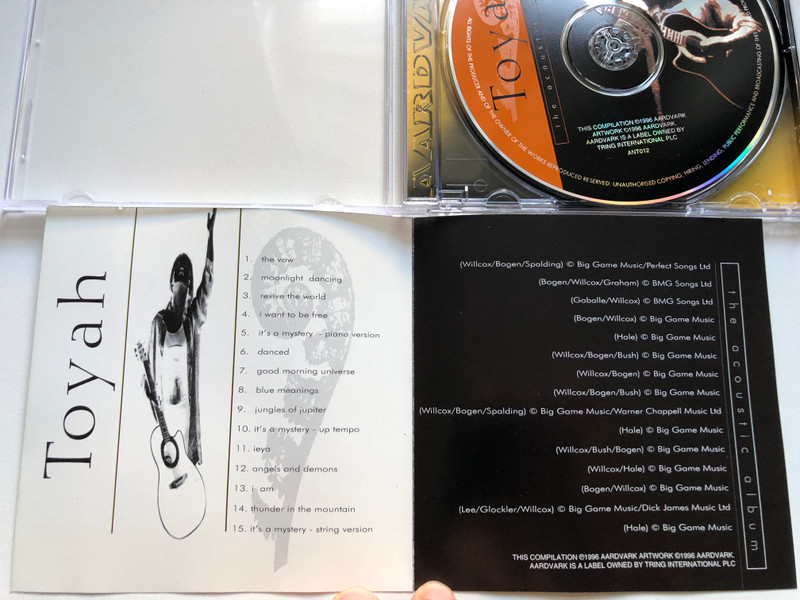 AARDVA
Toyah
the acoust
ALL RIGHTS OF THE PRODUCER AND OF THE OWNER OF THE WORKS REPRODUCED RESERVED. UNAUTHORISED COPYING, HIRING, LENDING, PUBLIC PERFORMANCE AND BROADCASTING OF THIS
THIS COMPILATION ℗1996 AARDVARK
ARTWORK ©1996 AARDVARK
AARDVARK IS A LABEL OWNED BY
TRING INTERNATIONAL PLC
ANT012
Toyah
1. the vow
2. moonlight dancing
3. revive the world
4. i want to be free
5. it's a mystery - piano version
6. danced
7. good morning universe
8. blue meanings
9. jungles of jupiter
10. it's a mystery - up tempo
11. ieya
12. angels and demons
13. i am
14. thunder in the mountain
15. it's a mystery - string version
(Willcox/Bogen/Spalding) © Big Game Music/Perfect Songs Ltd
(Bogen/Willcox/Graham) © BMG Songs Ltd
(Gaballe/Willcox) © BMG Songs Ltd
(Bogen/Willcox) © Big Game Music
(Hale) © Big Game Music
(Willcox/Bogen/Bush) © Big Game Music
(Willcox/Bogen) © Big Game Music
(Willcox/Bogen/Bush) © Big Game Music
(Willcox/Bogen/Spalding) © Big Game Music/Warner Chappell Music Ltd
(Hale) © Big Game Music
(Willcox/Bush/Bogen) © Big Game Music
(Willcox/Hale) © Big Game Music
(Bogen/Willcox) © Big Game Music
(Lee/Glockler/Willcox) © Big Game Music/Dick James Music Ltd
(Hale) © Big Game Music
the acoustic album
THIS COMPILATION ℗1996 AARDVARK ARTWORK ©1996 AARDVARK.
AARDVARK IS A LABEL OWNED BY TRING INTERNATIONAL PLC